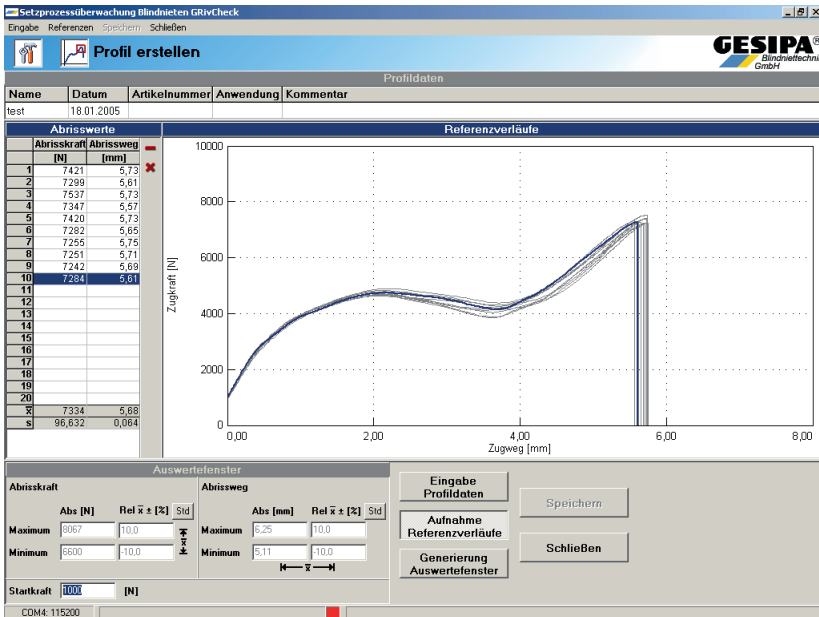 Setzprozessüberwachung Blindnieten GRivCheck
Eingabe Referenzen Speichern Schließen
Profil erstellen
GESIPA®
Blindniettechnik
GmbH
Profildaten
Name Datum Artikelnummer Anwendung Kommentar
test 18.01.2005
Abrisswerte
Abrisskraft Abrissweg
[N] [mm]
1 7421 5,73
2 7299 5,61
3 7537 5,73
4 7347 5,57
5 7420 5,73
6 7282 5,65
7 7255 5,75
8 7251 5,71
9 7242 5,69
10 7284 5,61
11
12
13
14
15
16
17
18
19
20
x̅ 7334 5,68
s 96,632 0,064
Referenzverläufe
10000
8000
6000
4000
2000
0
Zugkraft [N]
0,00 2,00 4,00 6,00 8,00
Zugweg [mm]
Auswertefenster
Abrisskraft
Abs [N] Rel x̅ ± [%] Std
Maximum 8067 10,0
Minimum 6600 -10,0
x̅
Abrissweg
Abs [mm] Rel x̅ ± [%] Std
Maximum 6,25 10,0
Minimum 5,11 -10,0
x̅
Startkraft 1000 [N]
Eingabe
Profildaten
Aufnahme
Referenzverläufe
Generierung
Auswertefenster
Speichern
Schließen
COM4: 115200